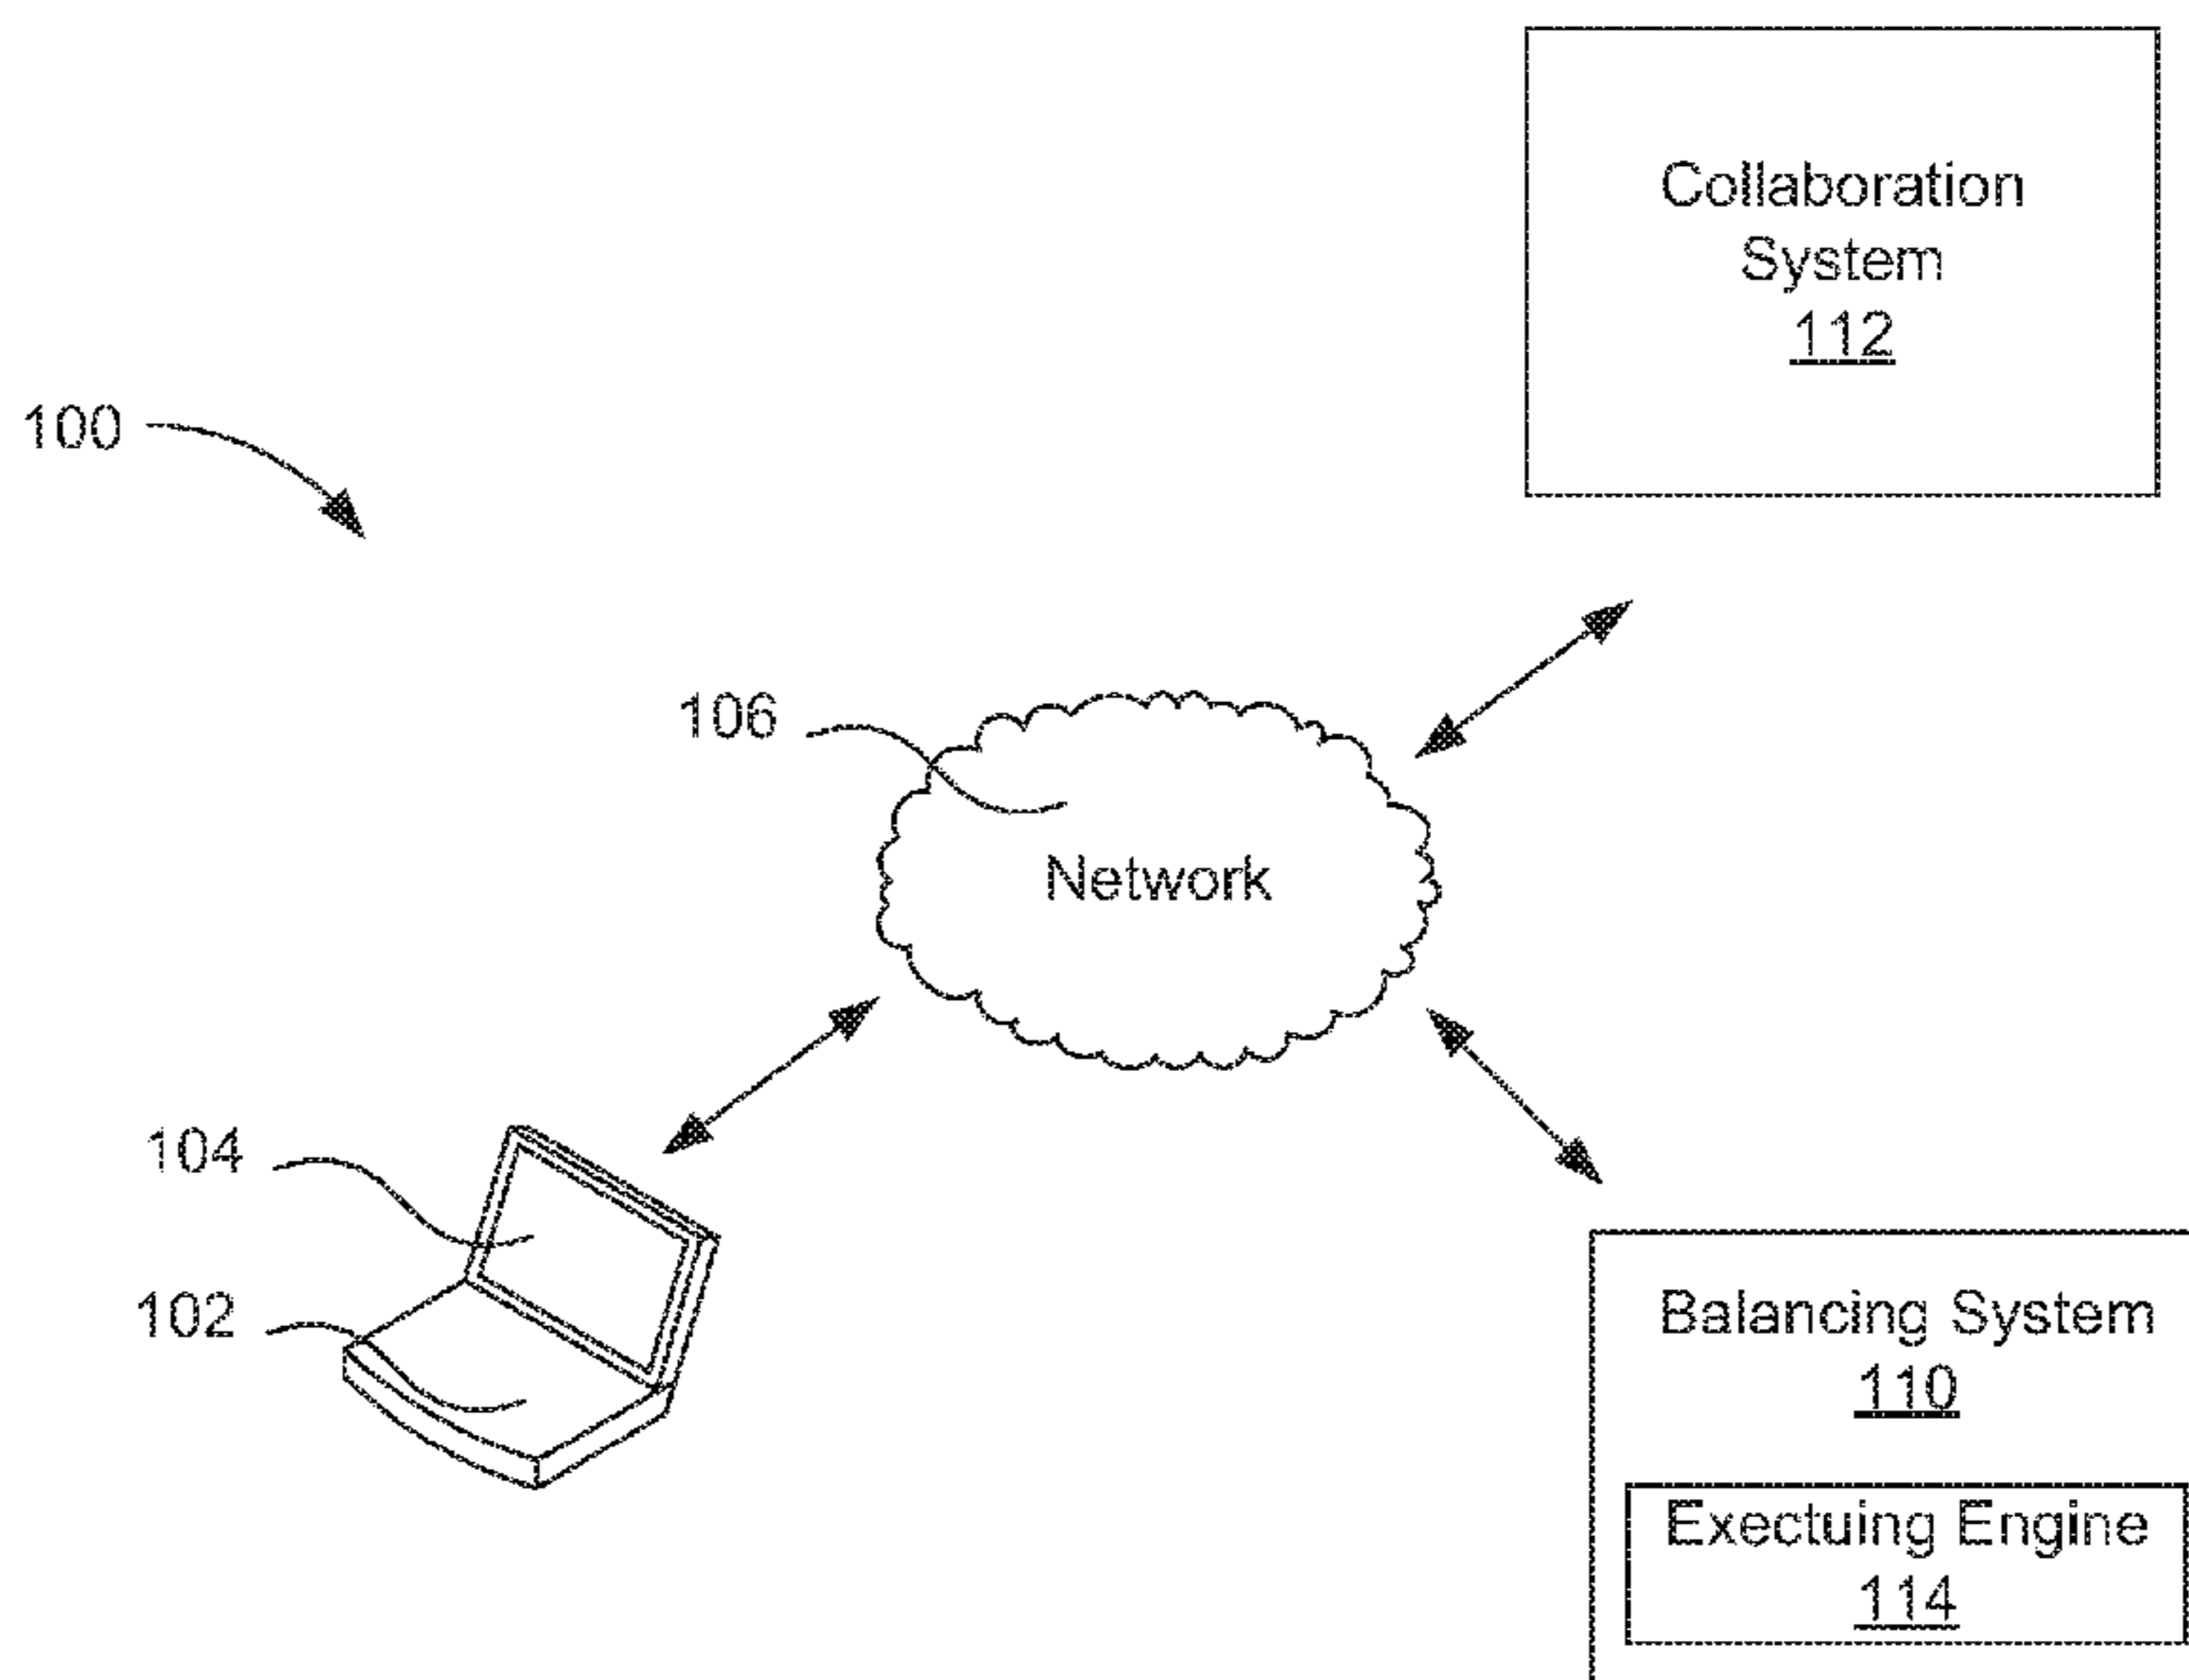 Collaboration
System
112
100
106
Network
104
102
Balancing System
110
Exectuing Engine
114